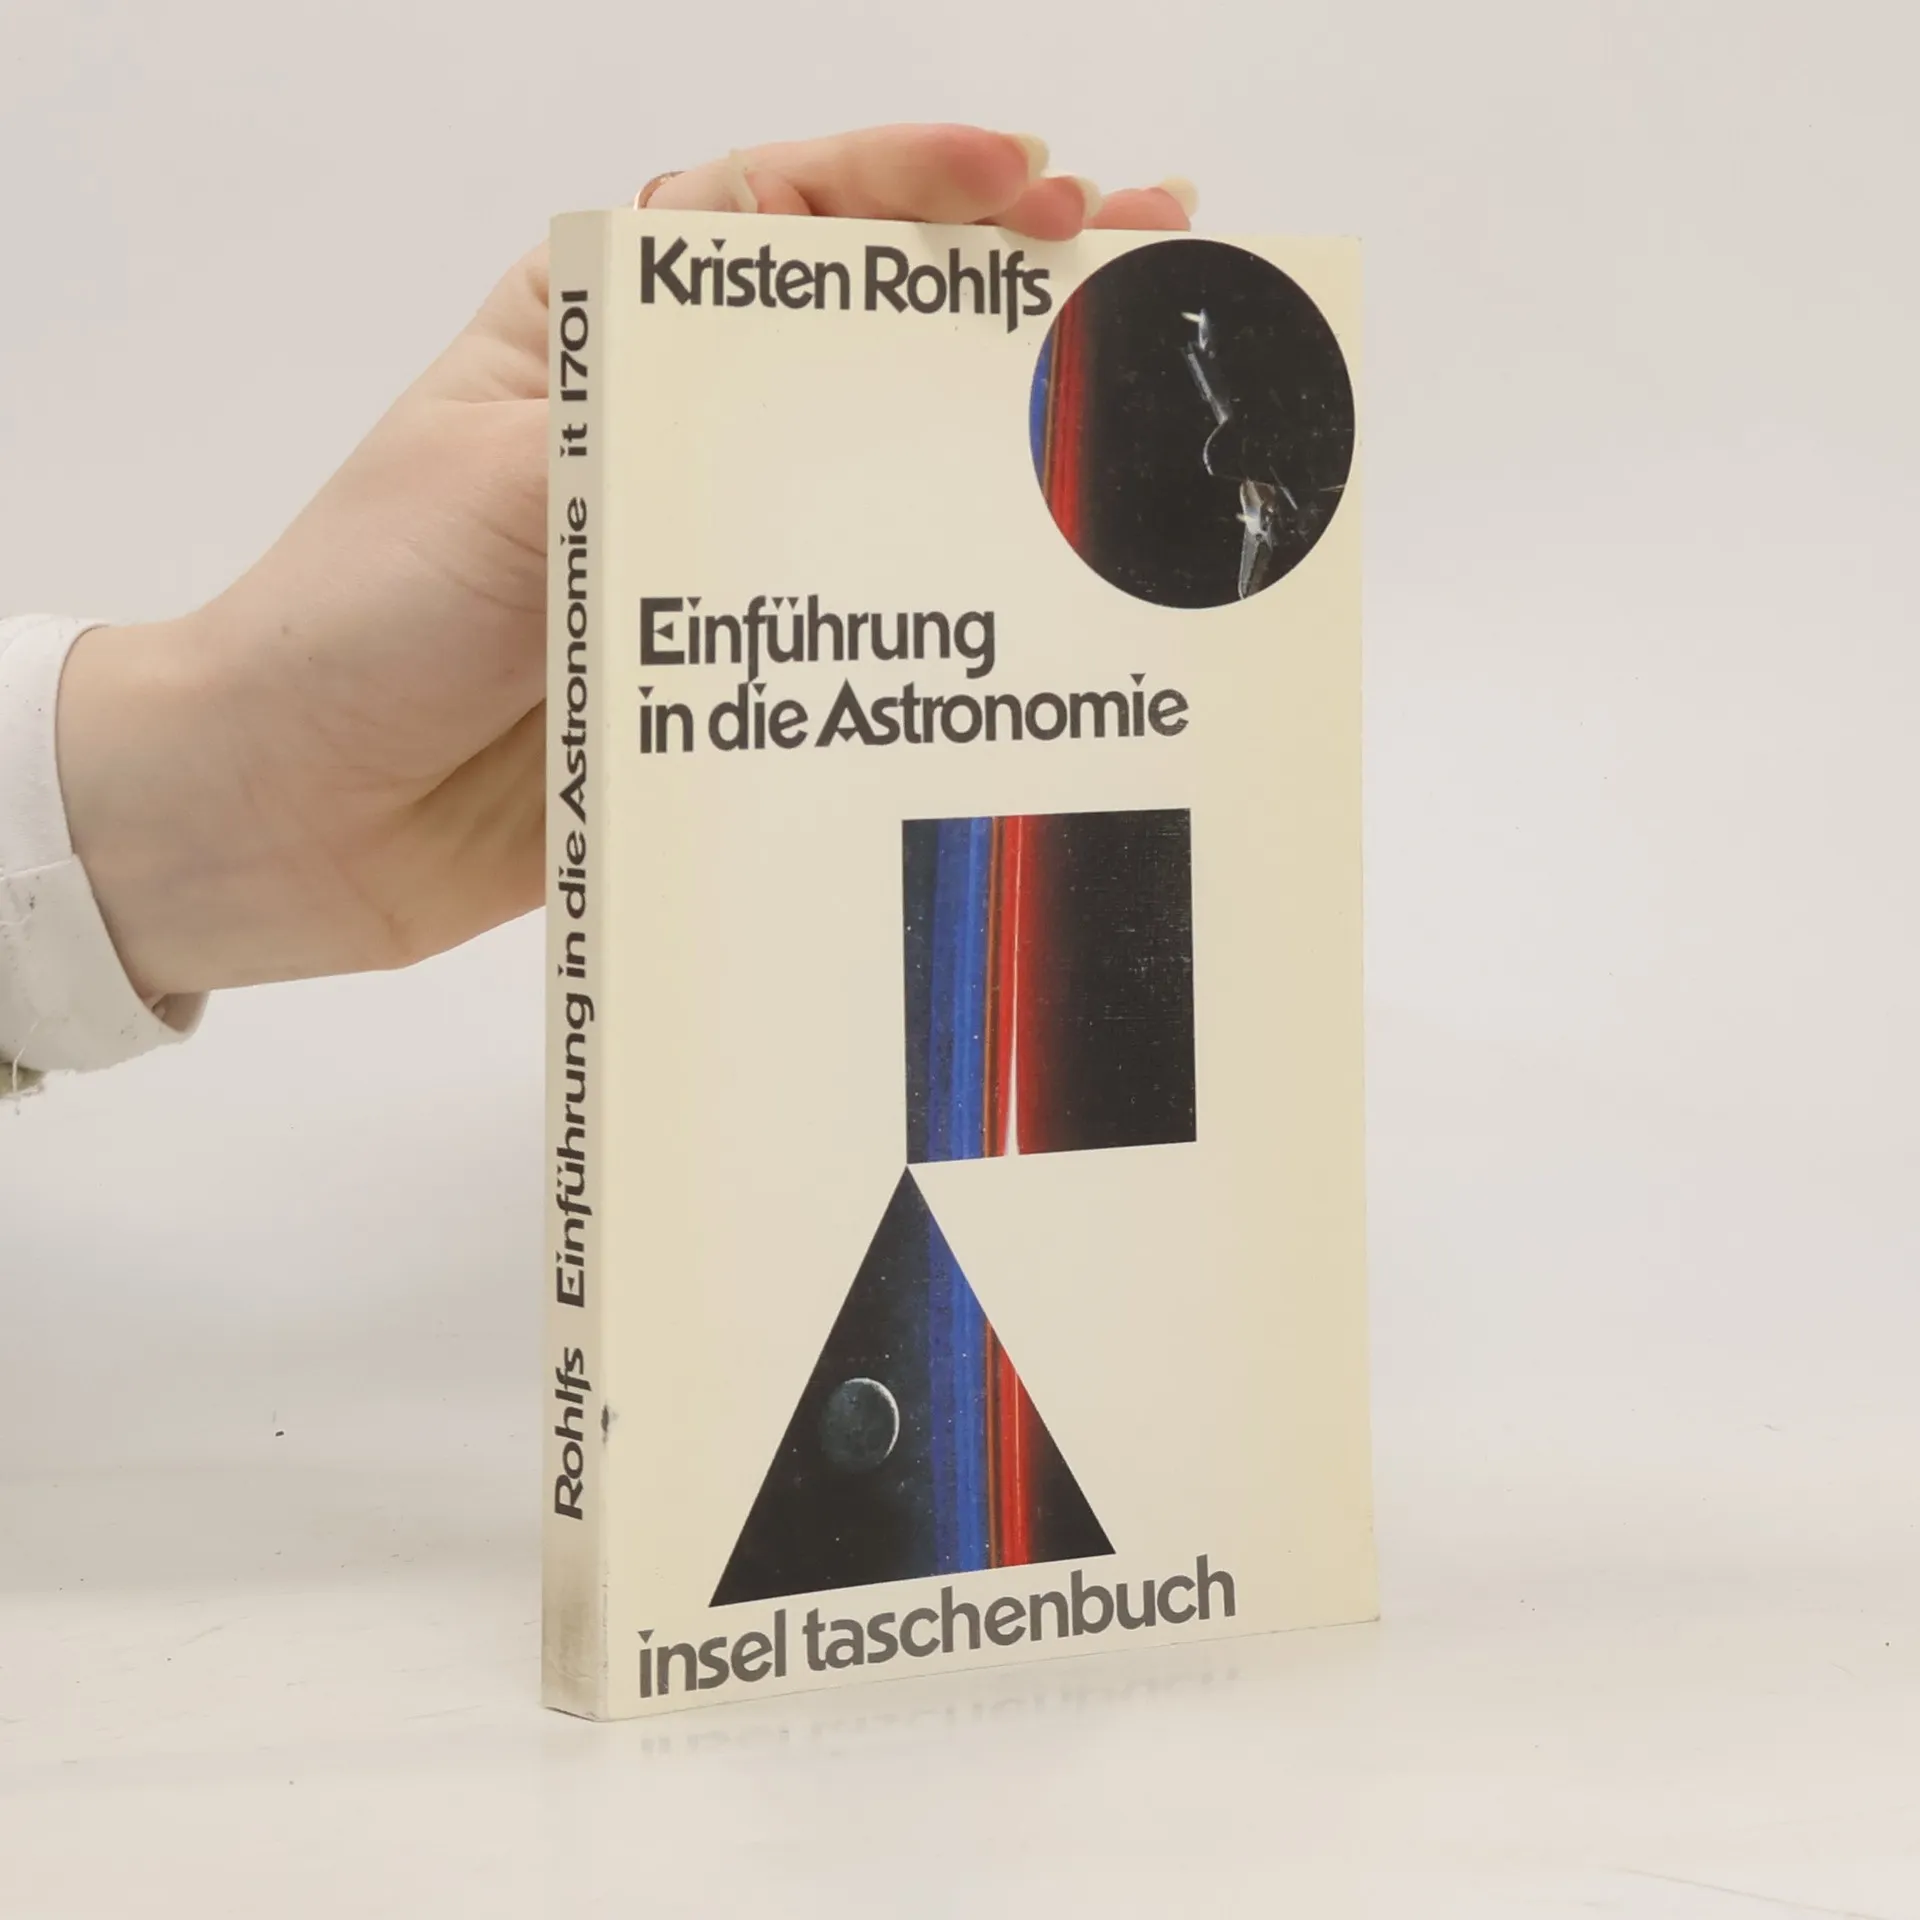 Kristen Rohlfs
Einführung
in die Astronomie
insel taschenbuch
Rohlfs Einführung in die Astronomie it 1701